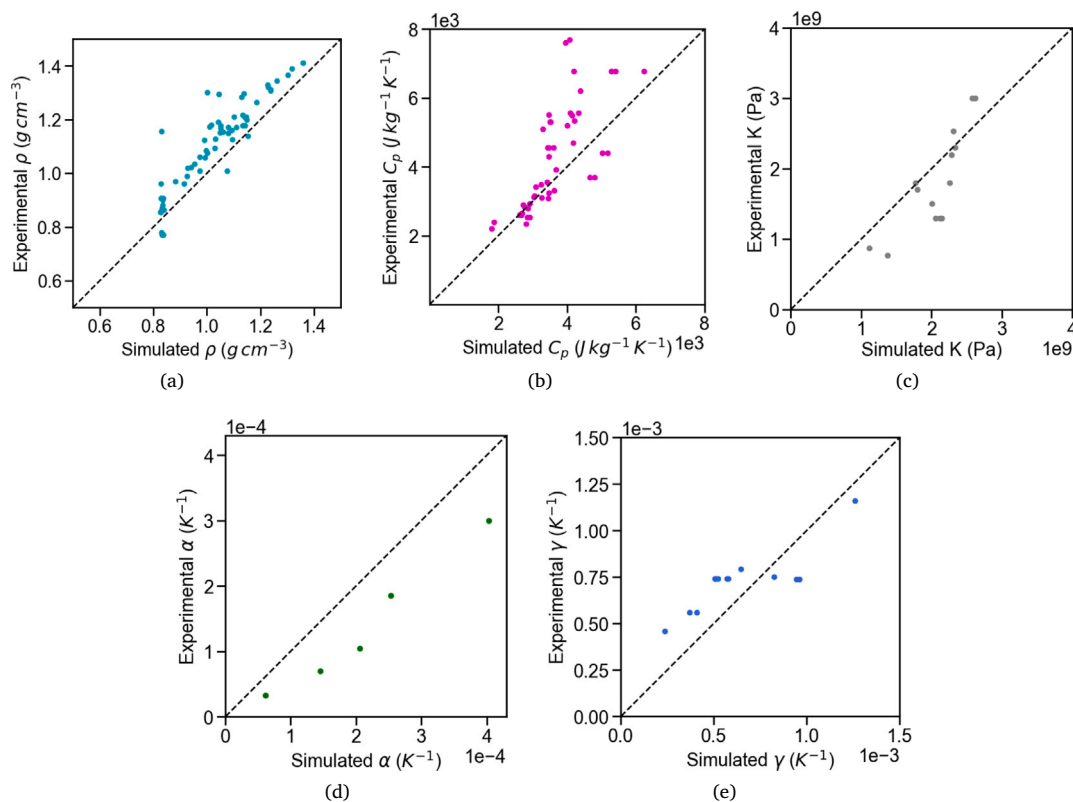 Experimental ρ (g cm⁻³)
1.4
1.2
1.0
0.8
0.6
0.6 0.8 1.0 1.2 1.4
Simulated ρ (g cm⁻³)
(a)
1e3
Experimental Cₚ (J kg⁻¹ K⁻¹)
8
6
4
2
2 4 6 8
Simulated Cₚ (J kg⁻¹ K⁻¹) 1e3
(b)
1e9
Experimental K (Pa)
4
3
2
1
0
0 1 2 3 4
Simulated K (Pa) 1e9
(c)
1e−4
Experimental α (K⁻¹)
4
3
2
1
0
0 1 2 3 4
Simulated α (K⁻¹) 1e−4
(d)
1e−3
Experimental γ (K⁻¹)
1.50
1.25
1.00
0.75
0.50
0.25
0.00
0.0 0.5 1.0 1.5
Simulated γ (K⁻¹) 1e−3
(e)